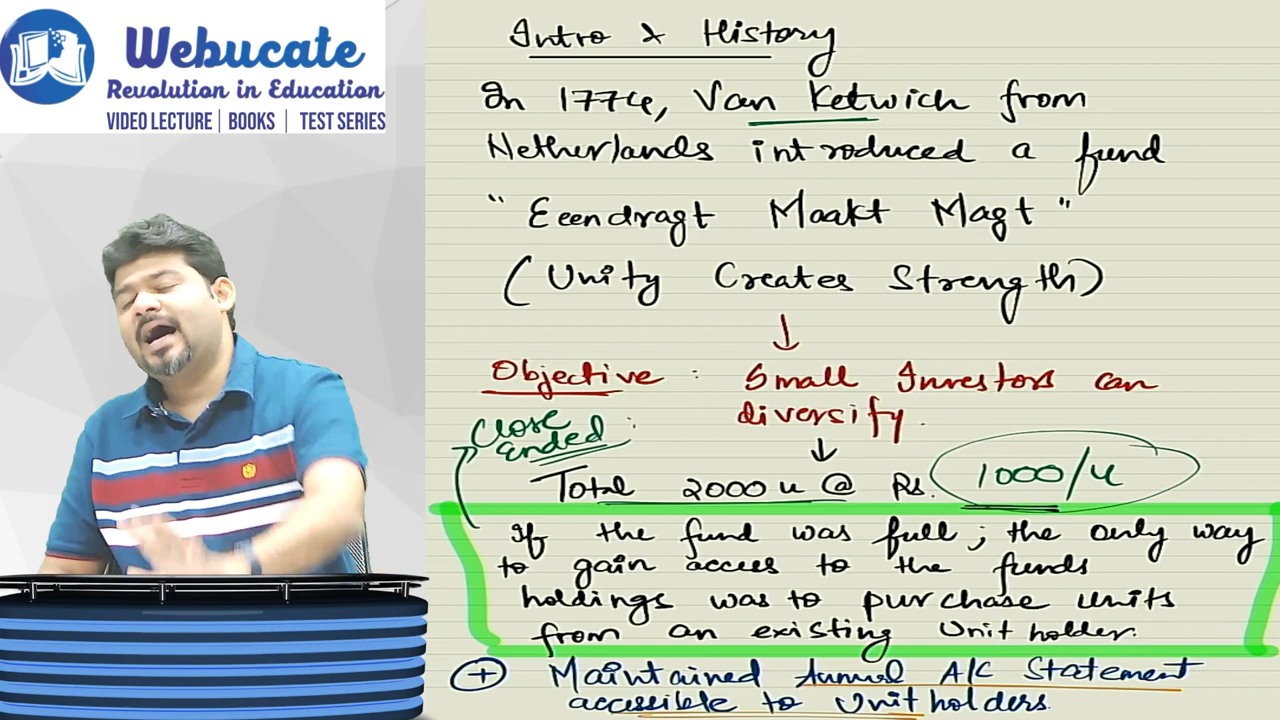 Webucate
Revolution in Education
VIDEO LECTURE | BOOKS | TEST SERIES
Intro & History
In 1774, Van Ketwich from
Netherlands introduced a fund
"Eeendragt Maakt Magt"
(Unity Creates Strength)
↓
Objective : Small Investors can
diversify.
↓
Close
ended :
Total 2000 u @ Rs. 1000/u
If the fund was full ; the only way
to gain acces to the funds
holdings was to purchase units
from an existing Unit holder.
+ Maintained Annual A/c Statement
accessible to Unit holders.